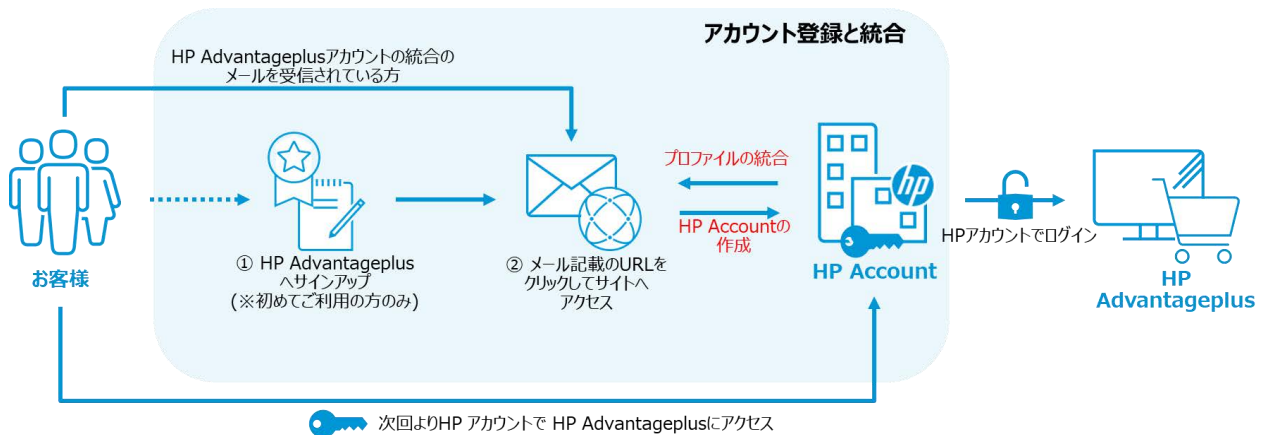 アカウント登録と統合
HP Advantageplusアカウントの統合の
メールを受信されている方
お客様
① HP Advantageplus
へサインアップ
(※初めてご利用の方のみ)
② メール記載のURLを
クリックしてサイトへ
アクセス
プロファイルの統合
HP Accountの
作成
hp
HP Account
HPアカウントでログイン
HP
Advantageplus
次回よりHP アカウントで HP Advantageplusにアクセス